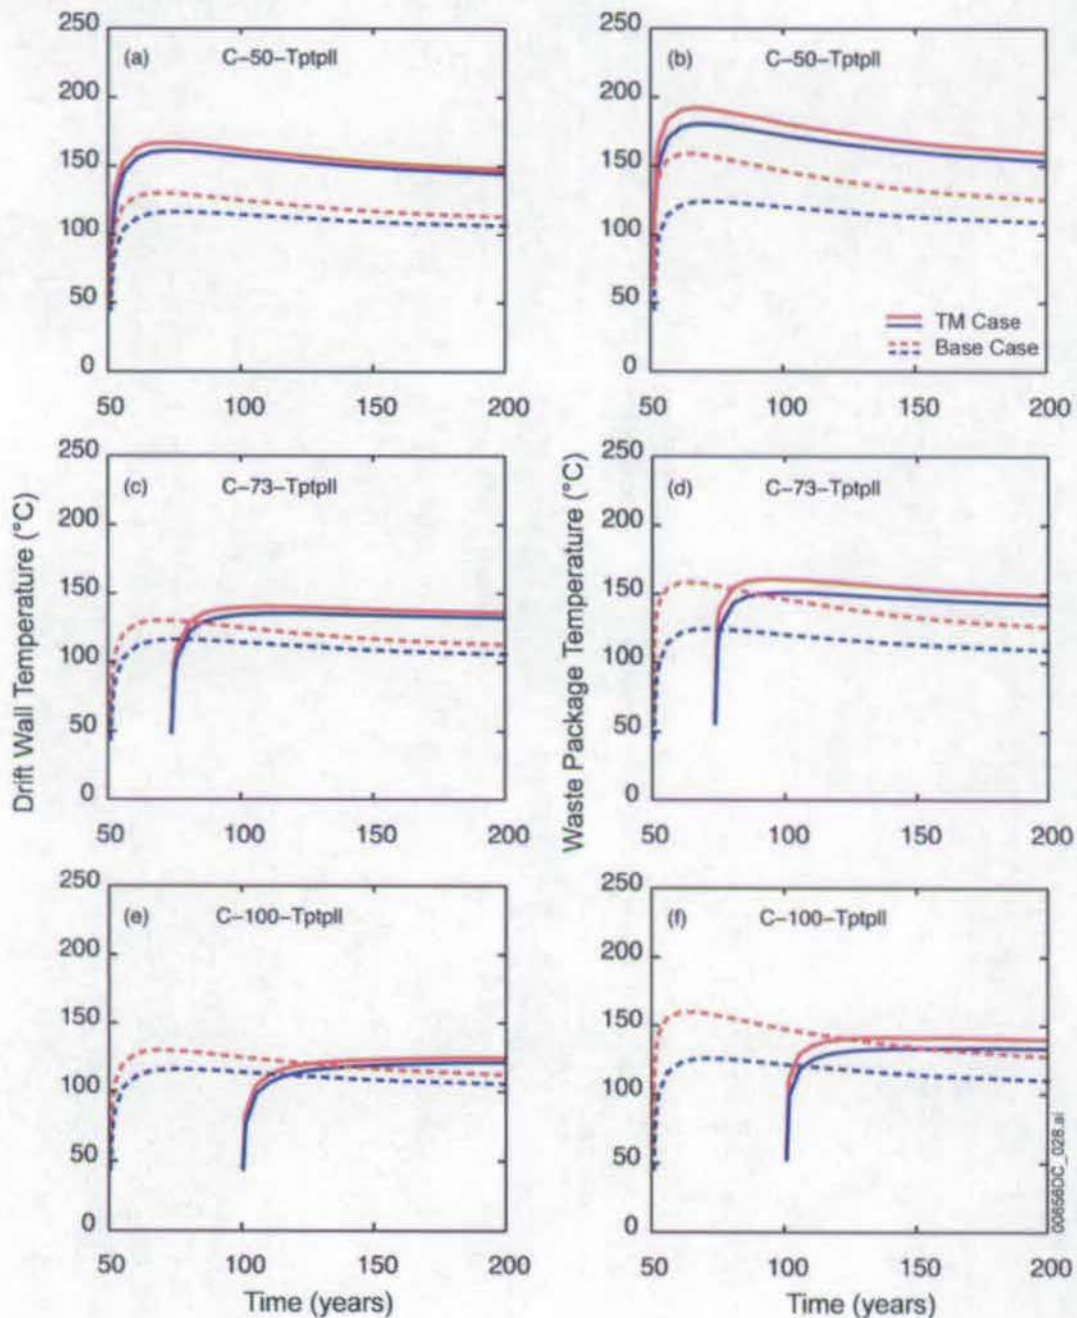 250
(a) C-50-Tptpll
200
150
100
50
0
50 100 150 200
250
(b) C-50-Tptpll
200
150
100
50
0
TM Case
Base Case
50 100 150 200
Drift Wall Temperature (°C)
250
(c) C-73-Tptpll
200
150
100
50
0
50 100 150 200
Waste Package Temperature (°C)
250
(d) C-73-Tptpll
200
150
100
50
0
50 100 150 200
250
(e) C-100-Tptpll
200
150
100
50
0
50 100 150 200
Time (years)
250
(f) C-100-Tptpll
200
150
100
50
0
50 100 150 200
Time (years)
00656DC_028.ai